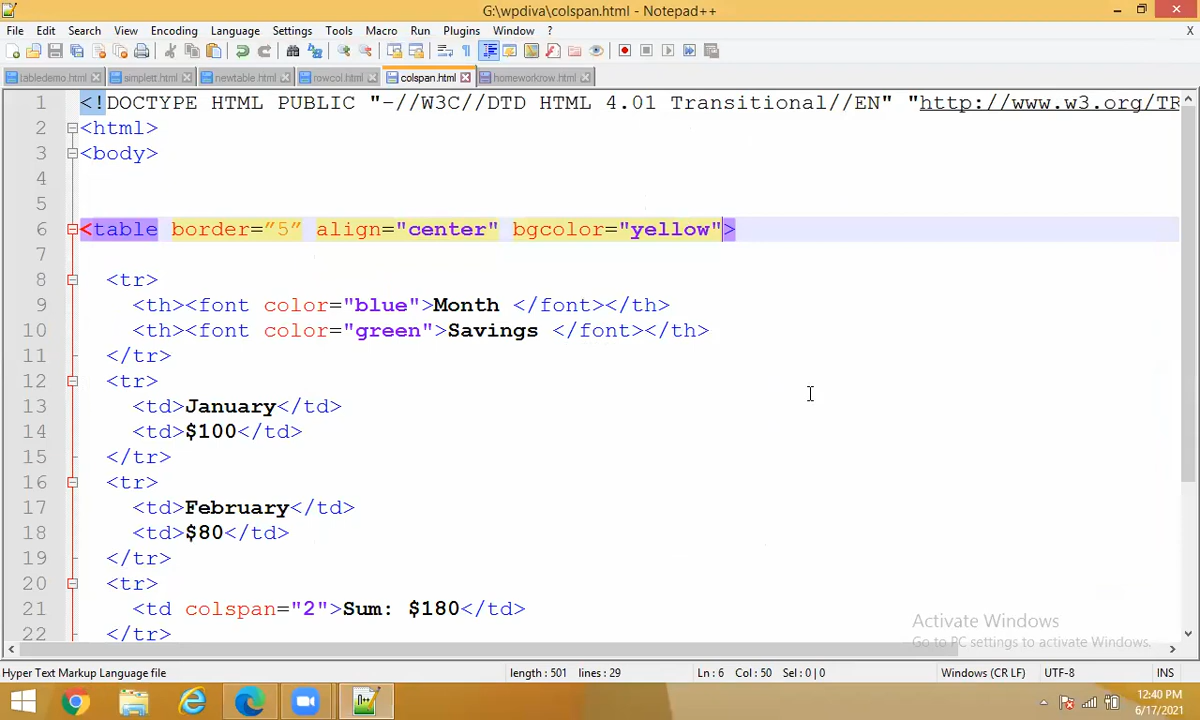 G:\wpdiva\colspan.html - Notepad++
File Edit Search View Encoding Language Settings Tools Macro Run Plugins Window ? X
tabledemo.html simplett.html newtable.html rowcol.html colspan.html homeworkrow.html
1 <!DOCTYPE HTML PUBLIC "-//W3C//DTD HTML 4.01 Transitional//EN" "http://www.w3.org/TR
2 <html>
3 <body>
4
5
6 <table border=”5” align="center" bgcolor="yellow">
7
8 <tr>
9 <th><font color="blue">Month </font></th>
10 <th><font color="green">Savings </font></th>
11 </tr>
12 <tr>
13 <td>January</td>
14 <td>$100</td>
15 </tr>
16 <tr>
17 <td>February</td>
18 <td>$80</td>
19 </tr>
20 <tr>
21 <td colspan="2">Sum: $180</td>
22 </tr>
Activate Windows
Go to PC settings to activate Windows.
Hyper Text Markup Language file length : 501 lines : 29 Ln : 6 Col : 50 Sel : 0 | 0 Windows (CR LF) UTF-8 INS
12:40 PM
6/17/2021